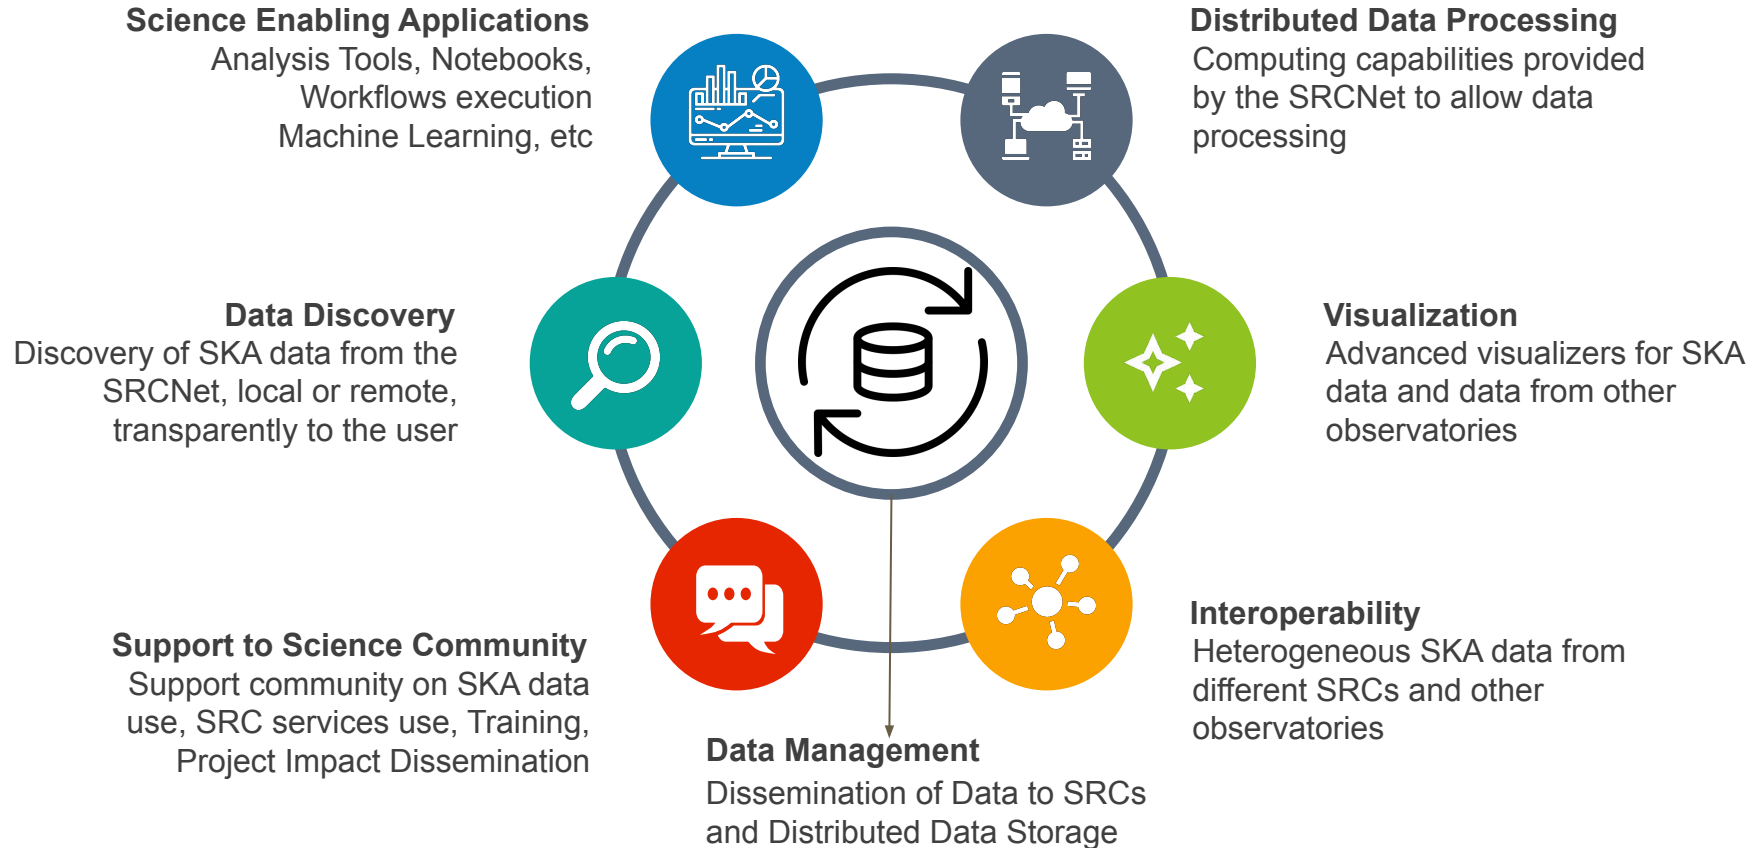 Science Enabling Applications
Analysis Tools, Notebooks,
Workflows execution
Machine Learning, etc
Distributed Data Processing
Computing capabilities provided
by the SRCNet to allow data
processing
Data Discovery
Discovery of SKA data from the
SRCNet, local or remote,
transparently to the user
Visualization
Advanced visualizers for SKA
data and data from other
observatories
Support to Science Community
Support community on SKA data
use, SRC services use, Training,
Project Impact Dissemination
Interoperability
Heterogeneous SKA data from
different SRCs and other
observatories
Data Management
Dissemination of Data to SRCs
and Distributed Data Storage